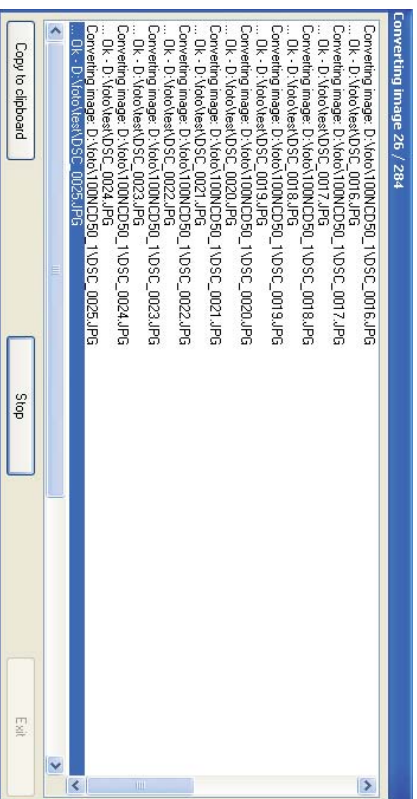 Converting image 26 / 284
Converting image: D:\foto\100NCD50_1\DSC_0016.JPG
... Ok - D:\foto\test\DSC_0016.JPG
Converting image: D:\foto\100NCD50_1\DSC_0017.JPG
... Ok - D:\foto\test\DSC_0017.JPG
Converting image: D:\foto\100NCD50_1\DSC_0018.JPG
... Ok - D:\foto\test\DSC_0018.JPG
Converting image: D:\foto\100NCD50_1\DSC_0019.JPG
... Ok - D:\foto\test\DSC_0019.JPG
Converting image: D:\foto\100NCD50_1\DSC_0020.JPG
... Ok - D:\foto\test\DSC_0020.JPG
Converting image: D:\foto\100NCD50_1\DSC_0021.JPG
... Ok - D:\foto\test\DSC_0021.JPG
Converting image: D:\foto\100NCD50_1\DSC_0022.JPG
... Ok - D:\foto\test\DSC_0022.JPG
Converting image: D:\foto\100NCD50_1\DSC_0023.JPG
... Ok - D:\foto\test\DSC_0023.JPG
Converting image: D:\foto\100NCD50_1\DSC_0024.JPG
... Ok - D:\foto\test\DSC_0024.JPG
Converting image: D:\foto\100NCD50_1\DSC_0025.JPG
... Ok - D:\foto\test\DSC_0025.JPG
Copy to clipboard
Stop
Exit